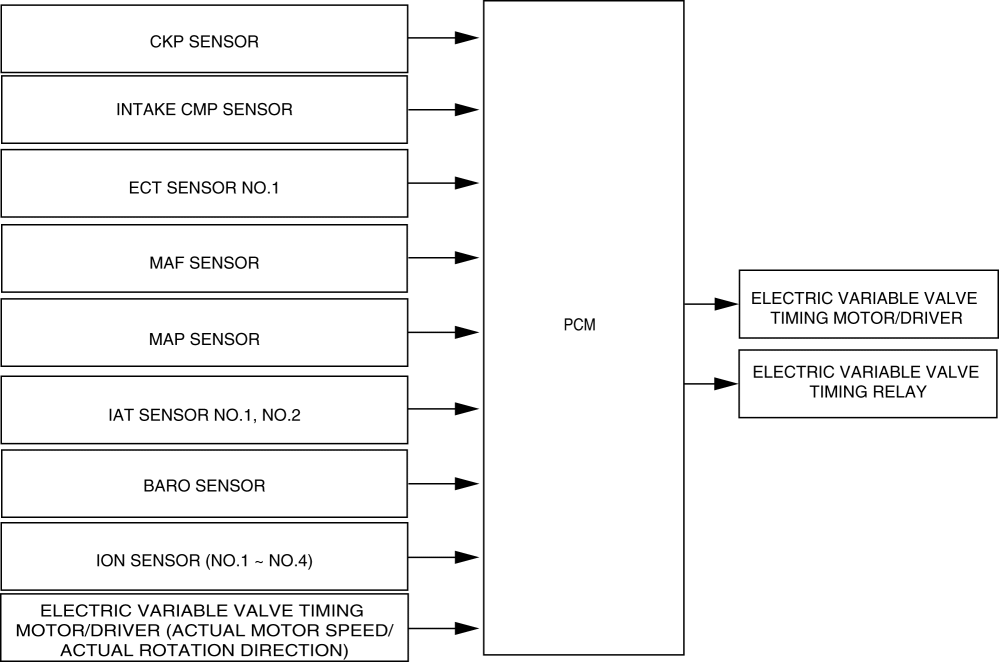 CKP SENSOR
INTAKE CMP SENSOR
ECT SENSOR NO.1
MAF SENSOR
MAP SENSOR
IAT SENSOR NO.1, NO.2
BARO SENSOR
ION SENSOR (NO.1 ~ NO.4)
ELECTRIC VARIABLE VALVE TIMING
MOTOR/DRIVER (ACTUAL MOTOR SPEED/
ACTUAL ROTATION DIRECTION)
PCM
ELECTRIC VARIABLE VALVE
TIMING MOTOR/DRIVER
ELECTRIC VARIABLE VALVE
TIMING RELAY